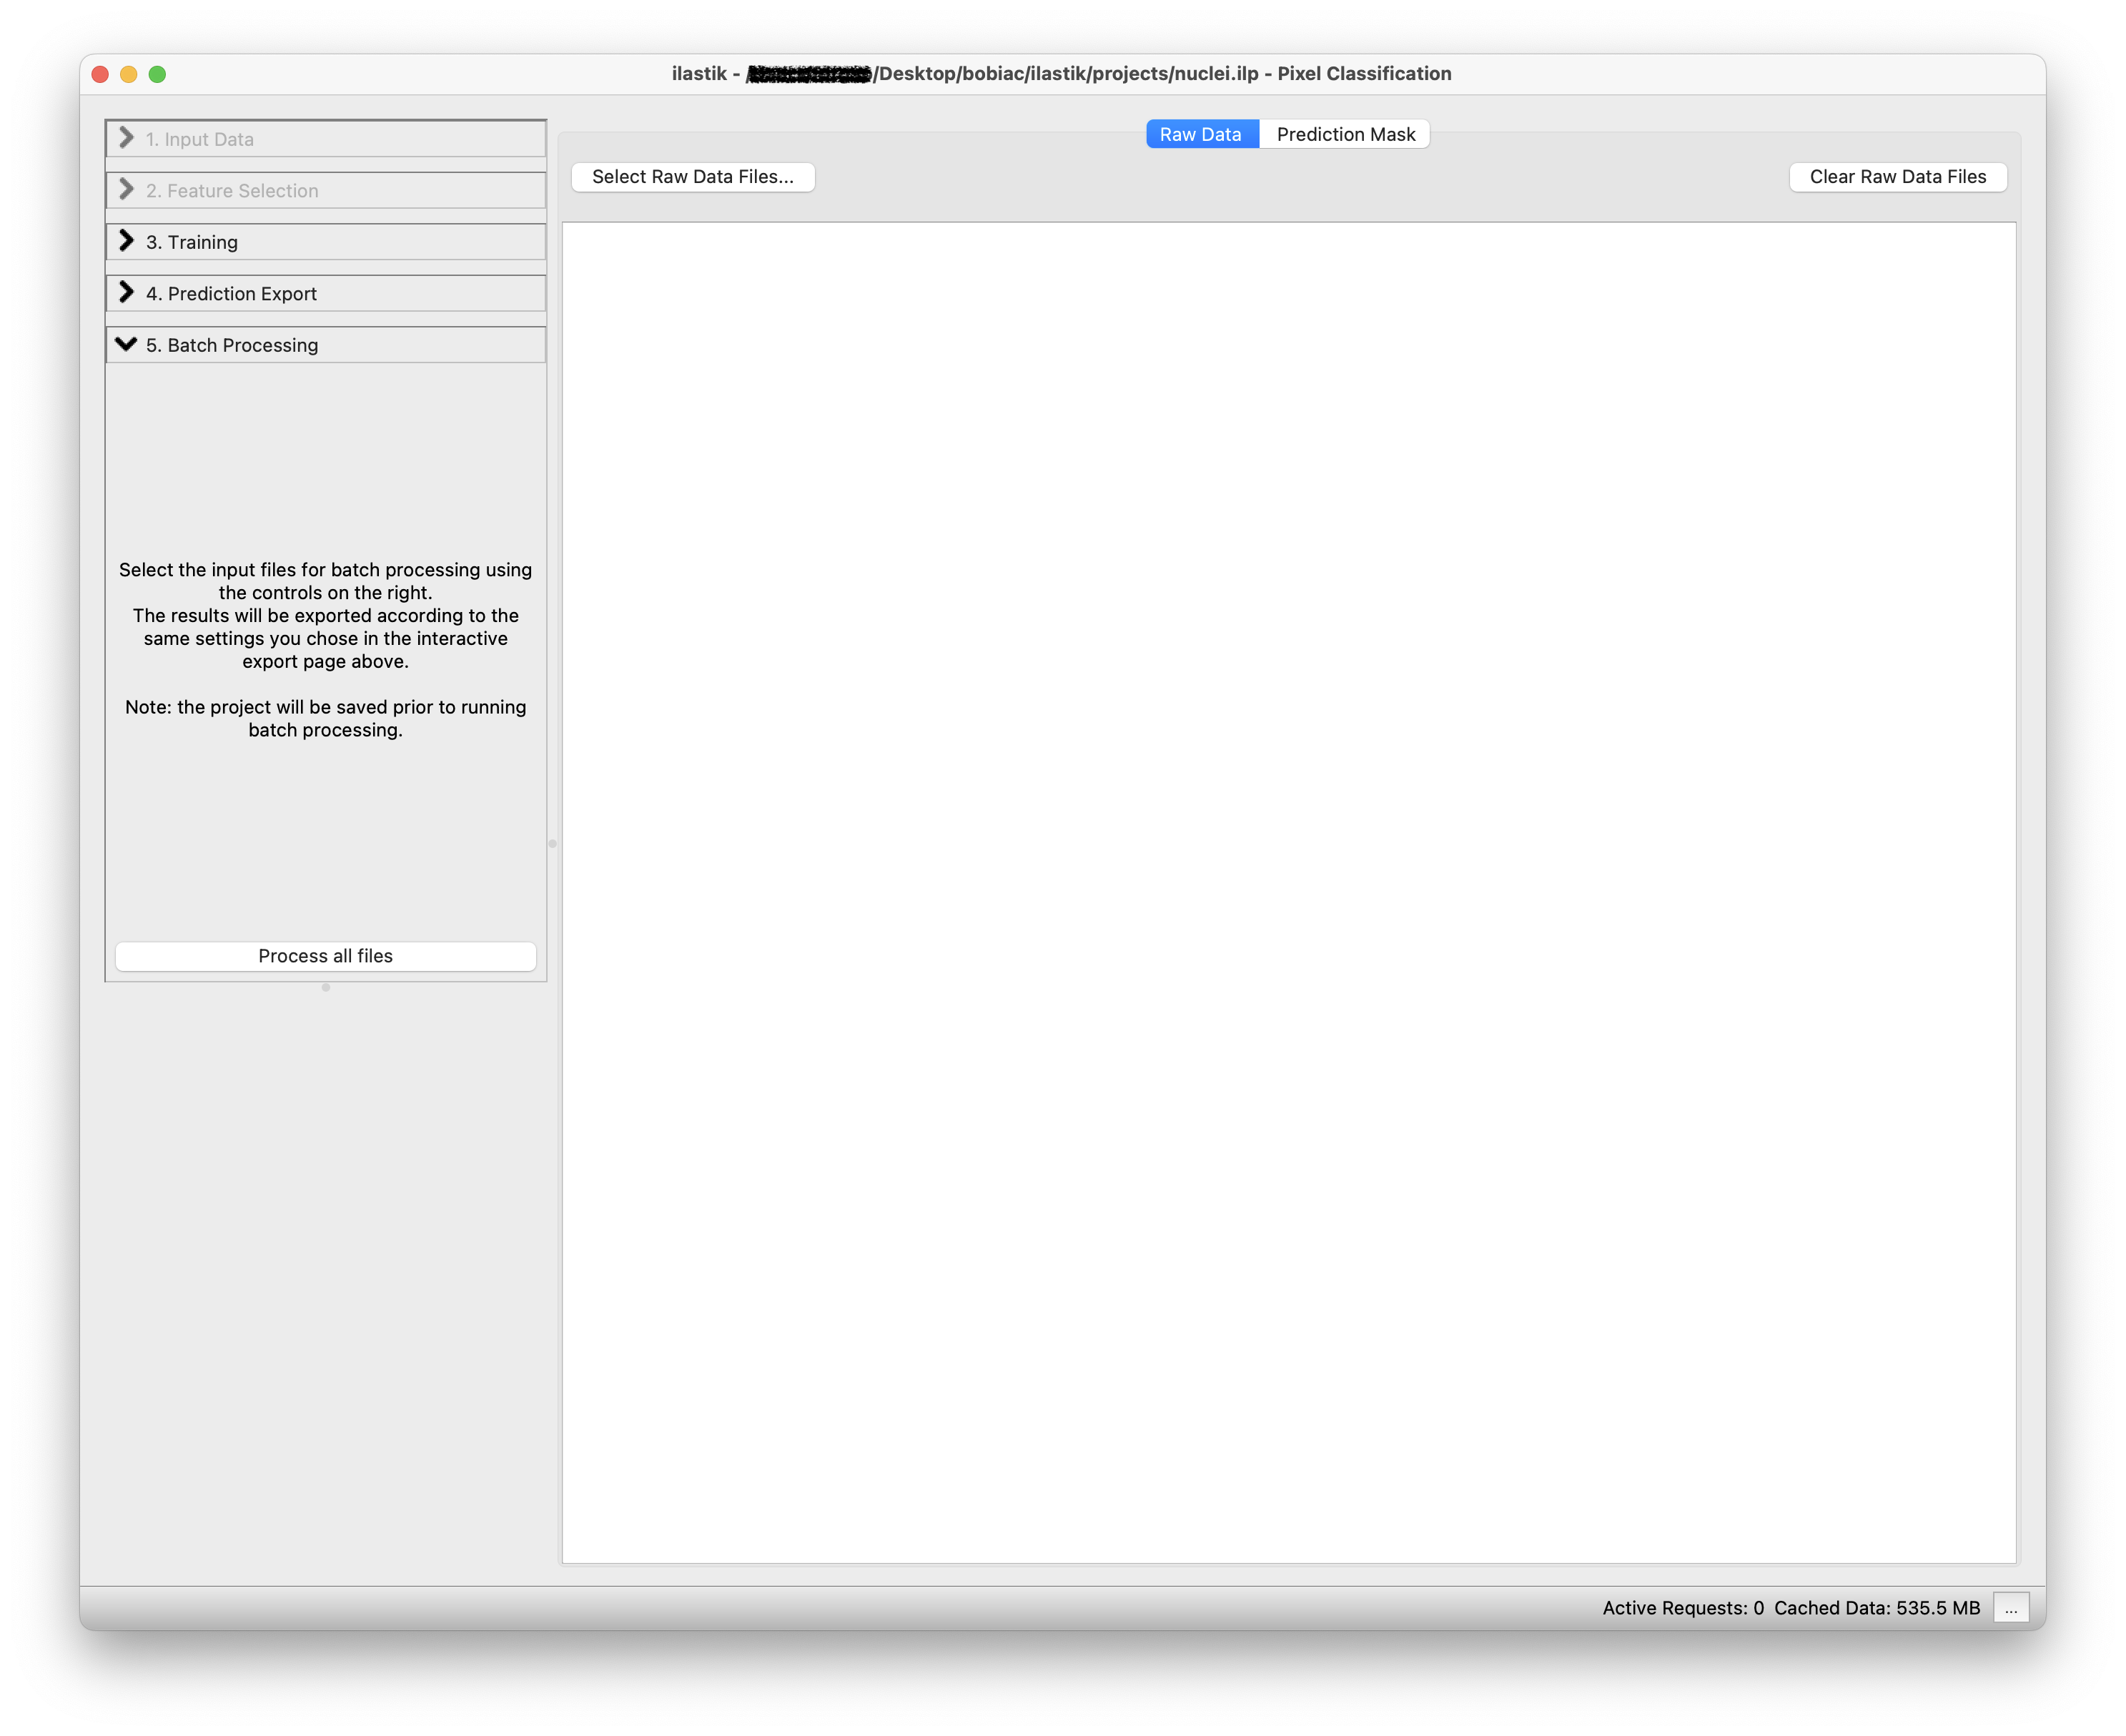 ilastik - /Desktop/bobiac/ilastik/projects/nuclei.ilp - Pixel Classification
1. Input Data
2. Feature Selection
3. Training
4. Prediction Export
5. Batch Processing
Select the input files for batch processing using
the controls on the right.
The results will be exported according to the
same settings you chose in the interactive
export page above.
Note: the project will be saved prior to running
batch processing.
Process all files
Raw Data Prediction Mask
Select Raw Data Files... Clear Raw Data Files
Active Requests: 0 Cached Data: 535.5 MB ...